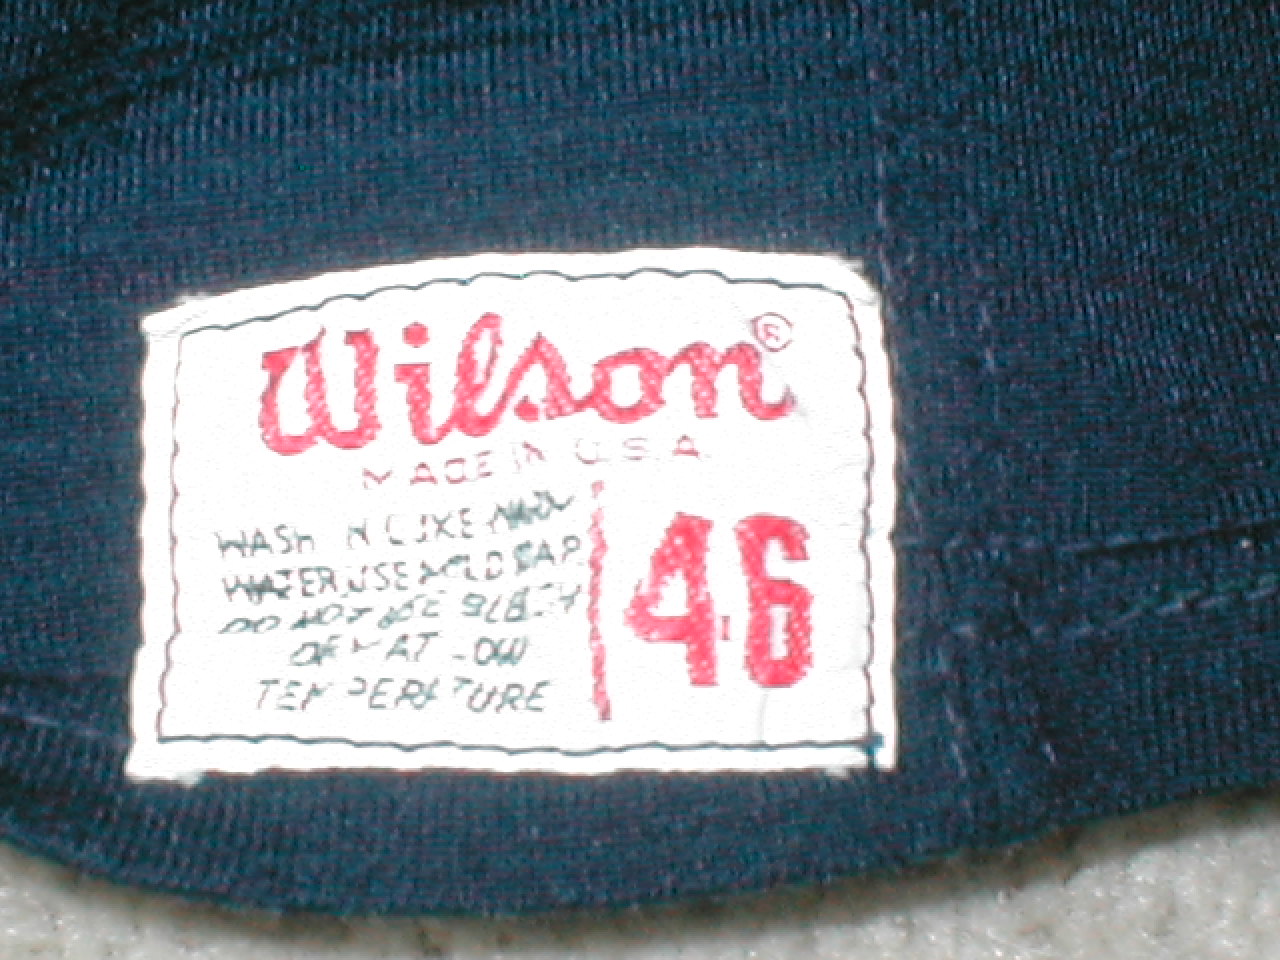 Wilson®
MADE IN U.S.A
WASH IN LUKE WARM
WATER USE MILD SOAP
DO NOT USE BLEACH
AT LOW
TEMPERATURE
46